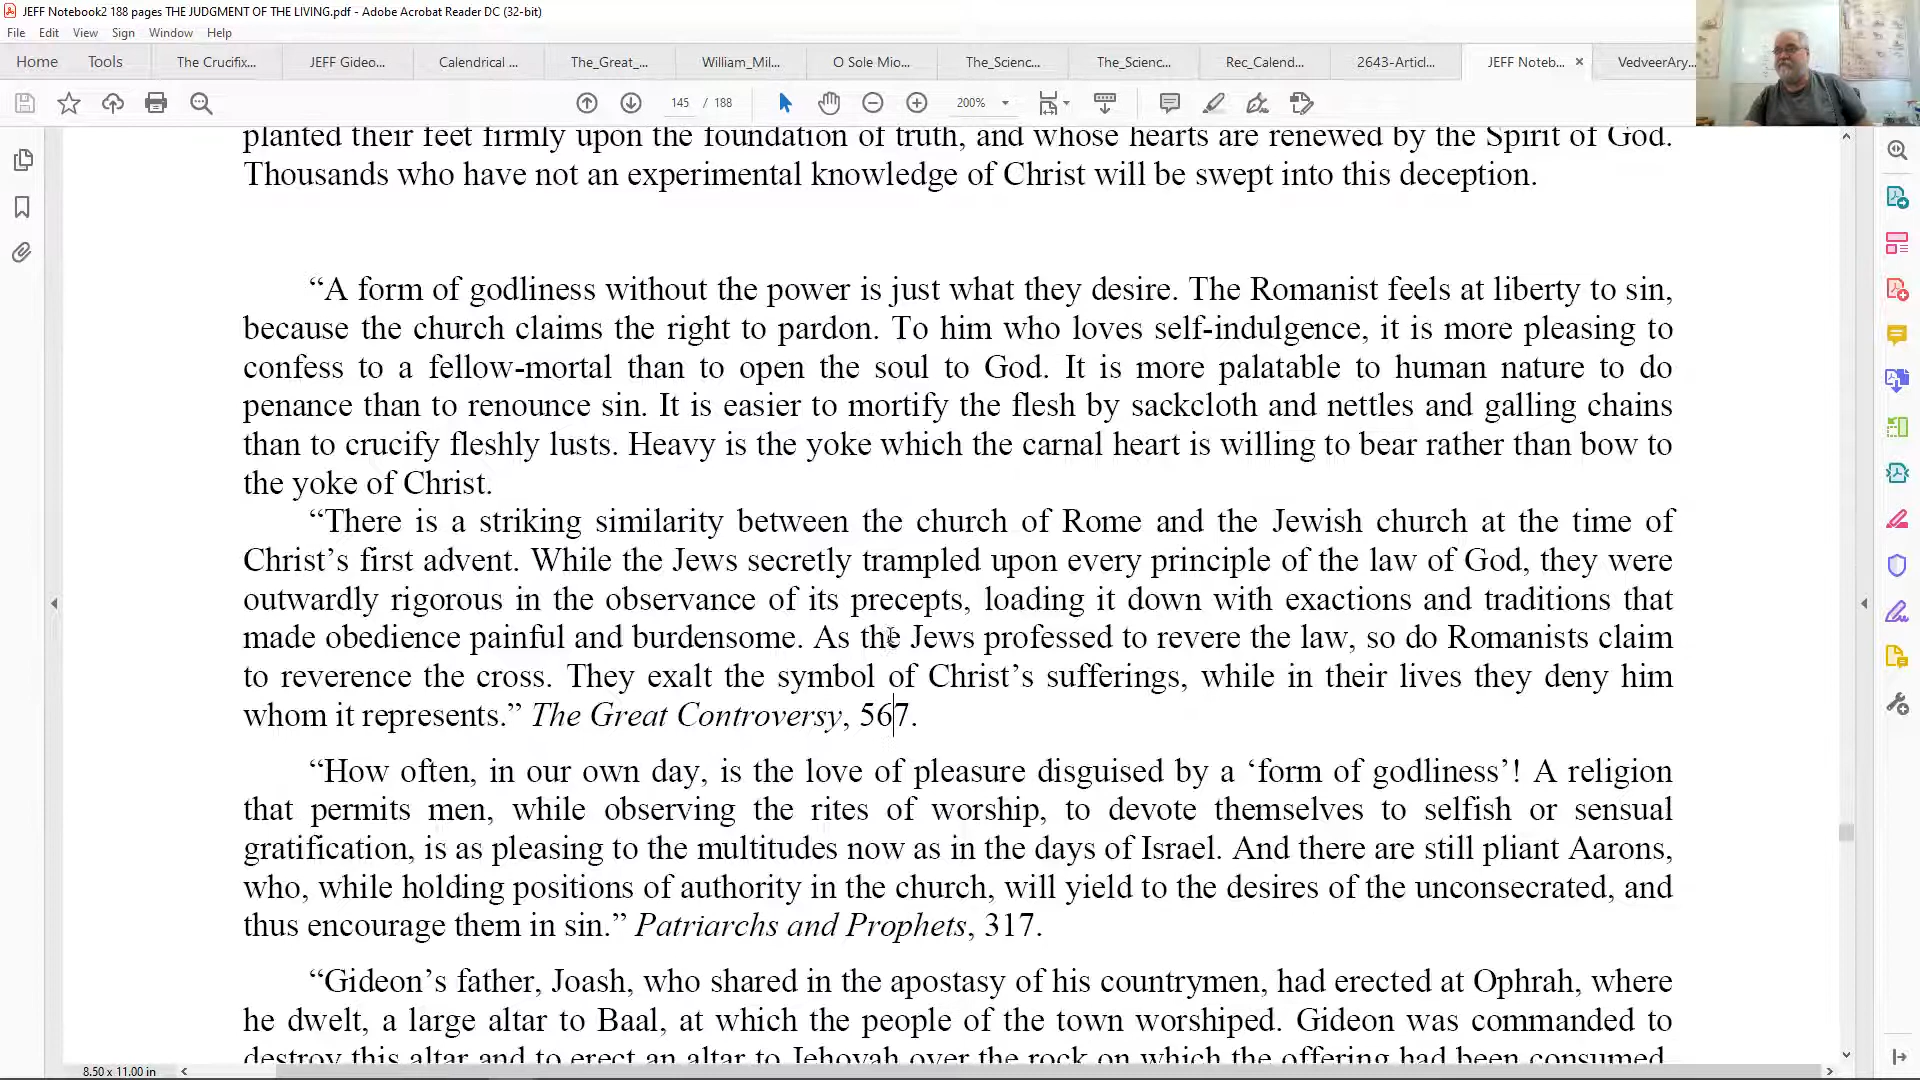 JEFF Notebook2 188 pages THE JUDGMENT OF THE LIVING.pdf - Adobe Acrobat Reader DC (32-bit)
File Edit View Sign Window Help
Home Tools The Crucifix... JEFF Gideo... Calendrical ... The_Great_... William_Mil... O Sole Mio... The_Scienc... The_Scienc... Rec_Calend... 2643-Articl... JEFF Noteb... × VedveerAry...
145 / 188 200%
planted their feet firmly upon the foundation of truth, and whose hearts are renewed by the Spirit of God.
Thousands who have not an experimental knowledge of Christ will be swept into this deception.
“A form of godliness without the power is just what they desire. The Romanist feels at liberty to sin,
because the church claims the right to pardon. To him who loves self-indulgence, it is more pleasing to
confess to a fellow-mortal than to open the soul to God. It is more palatable to human nature to do
penance than to renounce sin. It is easier to mortify the flesh by sackcloth and nettles and galling chains
than to crucify fleshly lusts. Heavy is the yoke which the carnal heart is willing to bear rather than bow to
the yoke of Christ.
“There is a striking similarity between the church of Rome and the Jewish church at the time of
Christ’s first advent. While the Jews secretly trampled upon every principle of the law of God, they were
outwardly rigorous in the observance of its precepts, loading it down with exactions and traditions that
made obedience painful and burdensome. As the Jews professed to revere the law, so do Romanists claim
to reverence the cross. They exalt the symbol of Christ’s sufferings, while in their lives they deny him
whom it represents.” The Great Controversy, 567.
“How often, in our own day, is the love of pleasure disguised by a ‘form of godliness’! A religion
that permits men, while observing the rites of worship, to devote themselves to selfish or sensual
gratification, is as pleasing to the multitudes now as in the days of Israel. And there are still pliant Aarons,
who, while holding positions of authority in the church, will yield to the desires of the unconsecrated, and
thus encourage them in sin.” Patriarchs and Prophets, 317.
“Gideon’s father, Joash, who shared in the apostasy of his countrymen, had erected at Ophrah, where
he dwelt, a large altar to Baal, at which the people of the town worshiped. Gideon was commanded to
destroy this altar and to erect an altar to Jehovah over the rock on which the offering had been consumed,
8.50 x 11.00 in